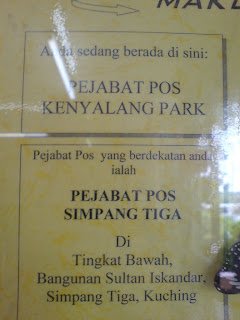 Anda sedang berada di sini:
PEJABAT POS
KENYALANG PARK
Pejabat Pos yang berdekatan anda
ialah
PEJABAT POS
SIMPANG TIGA
Di
Tingkat Bawah,
Bangunan Sultan Iskandar,
Simpang Tiga, Kuching